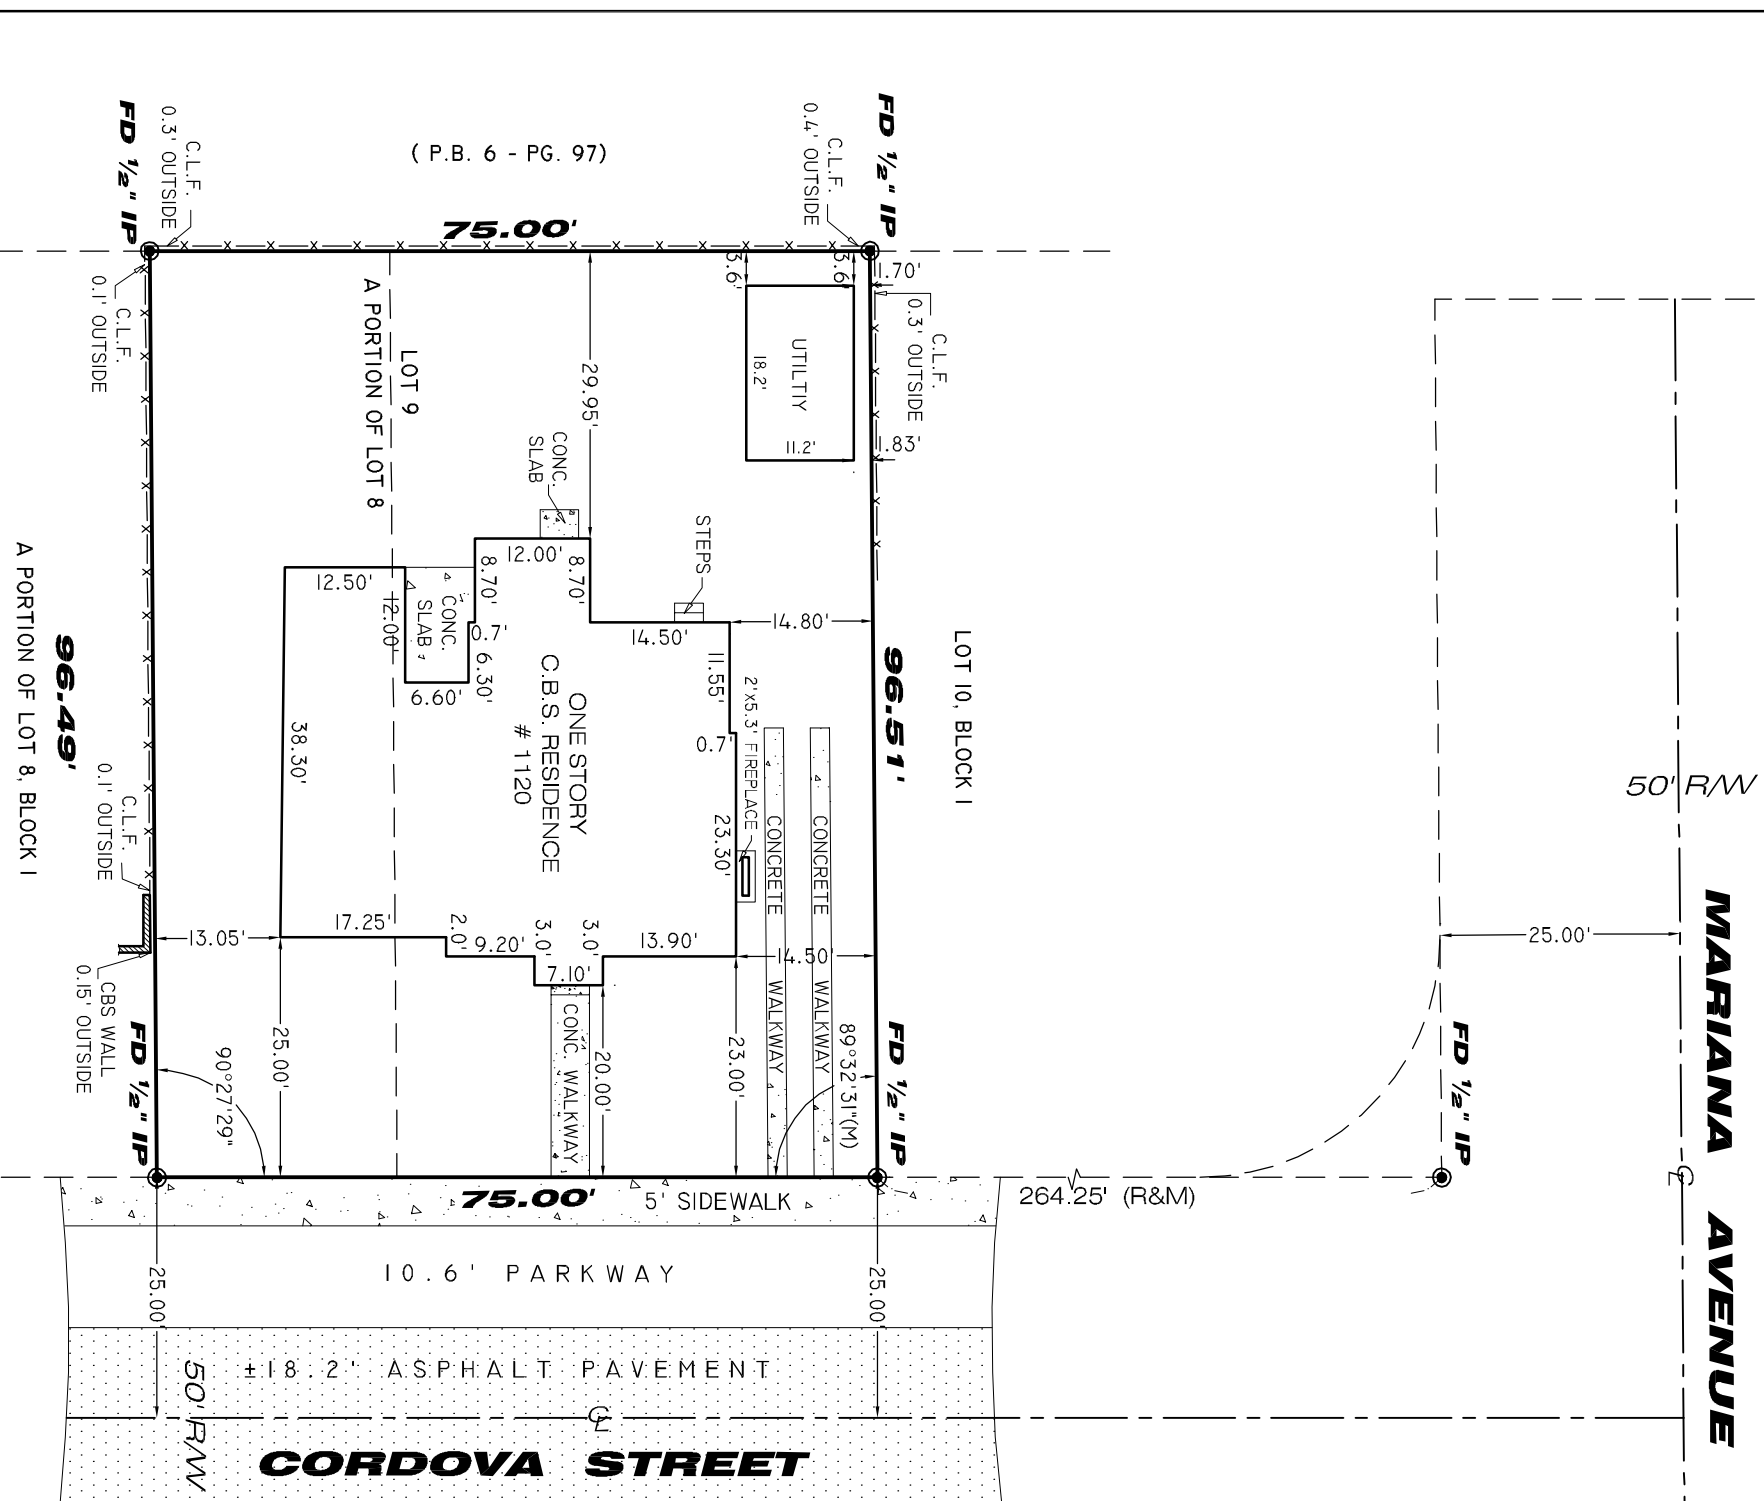 FD ½" IP
C.L.F.
0.3' OUTSIDE
( P.B. 6 - PG. 97)
C.L.F.
0.4' OUTSIDE
FD ½" IP
75.00'
3.6'
3.6'
1.70'
C.L.F.
0.3' OUTSIDE
C.L.F.
0.1' OUTSIDE
LOT 9
A PORTION OF LOT 8
29.95'
UTILTIY
18.2'
11.2'
1.83'
CONC.
SLAB
STEPS
12.00'
8.70'
8.70'
12.50'
12.00'
CONC.
SLAB
0.7'
6.30'
6.60'
14.50'
14.80'
11.55'
0.7'
2'x5.3' FIREPLACE
ONE STORY
C.B.S. RESIDENCE
# 1120
38.30'
23.30'
96.51'
LOT 10, BLOCK 1
96.49'
A PORTION OF LOT 8, BLOCK 1
C.L.F.
0.1' OUTSIDE
CONCRETE WALKWAY
CONCRETE WALKWAY
50' R/W
MARIANA AVENUE
25.00'
13.05'
17.25'
2.0'
9.20'
3.0'
3.0'
7.10'
13.90'
14.50'
CBS WALL
0.15' OUTSIDE
FD ½" IP
90°27'29"
25.00'
CONC. WALKWAY
20.00'
23.00'
89°32'31"(M)
FD ½" IP
FD ½" IP
75.00'
5' SIDEWALK
264.25' (R&M)
CL
25.00'
10.6' PARKWAY
25.00'
±18.2' ASPHALT PAVEMENT
50' R/W
CL
CORDOVA STREET